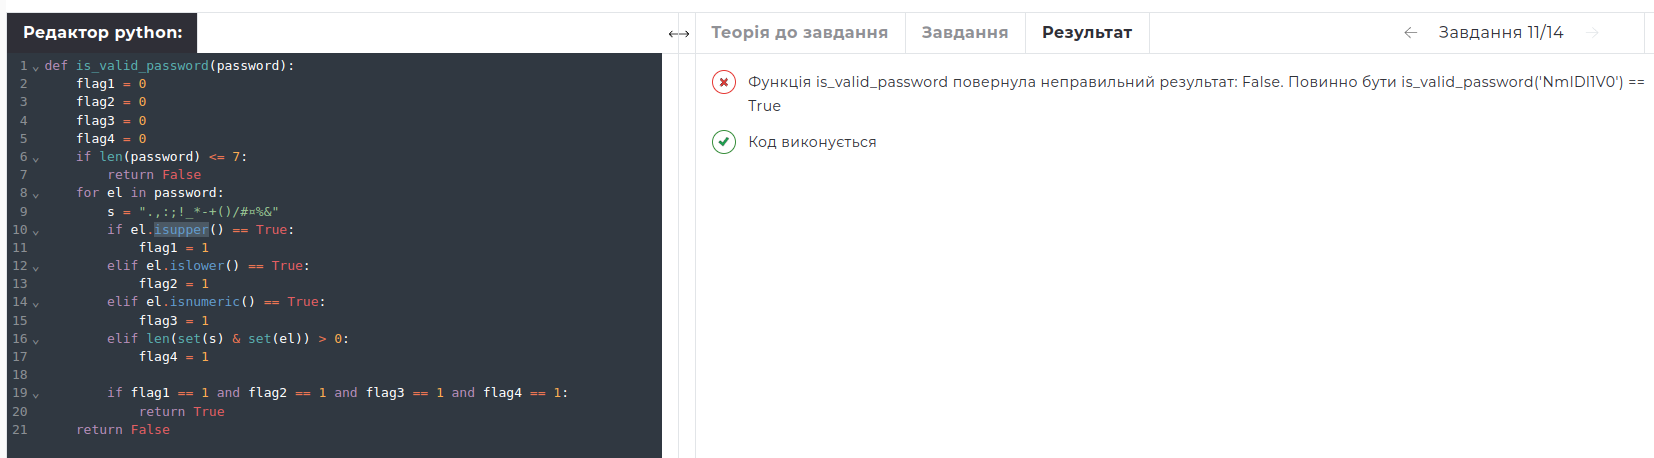 Редактор python:
Теорія до завдання
Завдання
Результат
Завдання 11/14
1 def is_valid_password(password):
2 flag1 = 0
3 flag2 = 0
4 flag3 = 0
5 flag4 = 0
6 if len(password) <= 7:
7 return False
8 for el in password:
9 s = ".,:;!_*-+()/#¤%&"
10 if el.isupper() == True:
11 flag1 = 1
12 elif el.islower() == True:
13 flag2 = 1
14 elif el.isnumeric() == True:
15 flag3 = 1
16 elif len(set(s) & set(el)) > 0:
17 flag4 = 1
18
19 if flag1 == 1 and flag2 == 1 and flag3 == 1 and flag4 == 1:
20 return True
21 return False
Функція is_valid_password повернула неправильний результат: False. Повинно бути is_valid_password('NmIDl1V0') ==
True
Код виконується